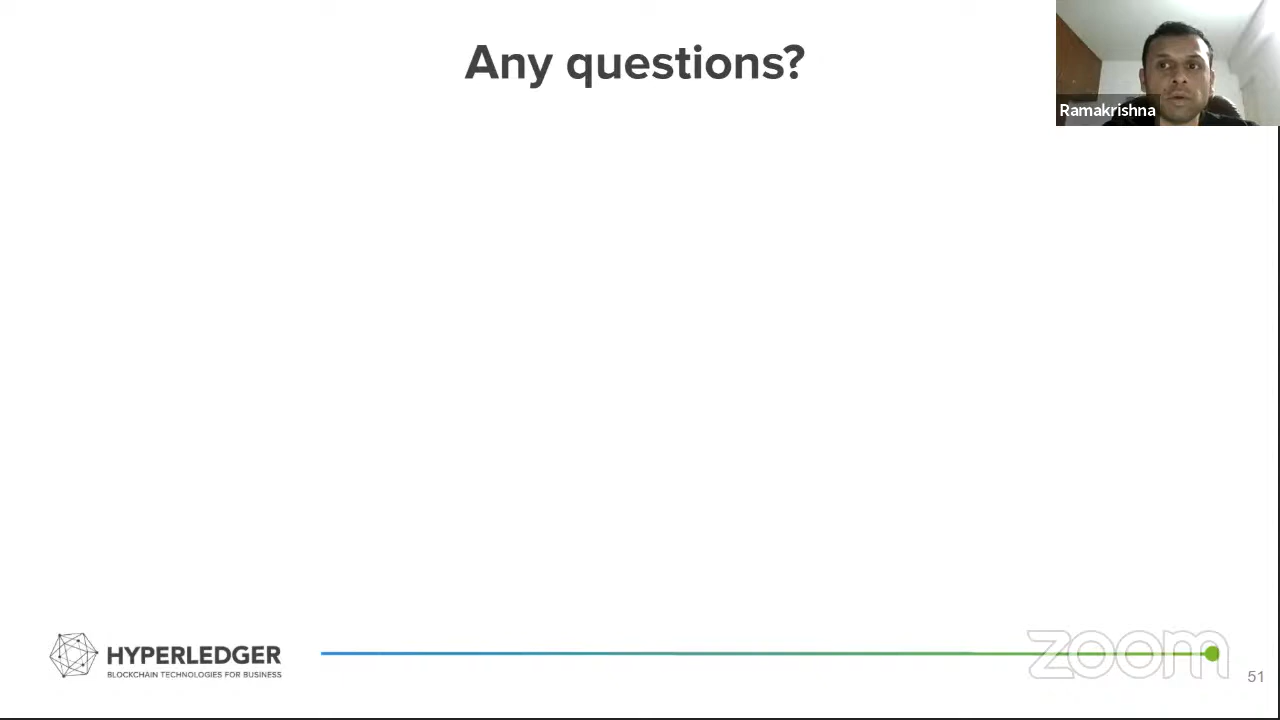 Any questions?
Ramakrishna
HYPERLEDGER
BLOCKCHAIN TECHNOLOGIES FOR BUSINESS
zoom
51